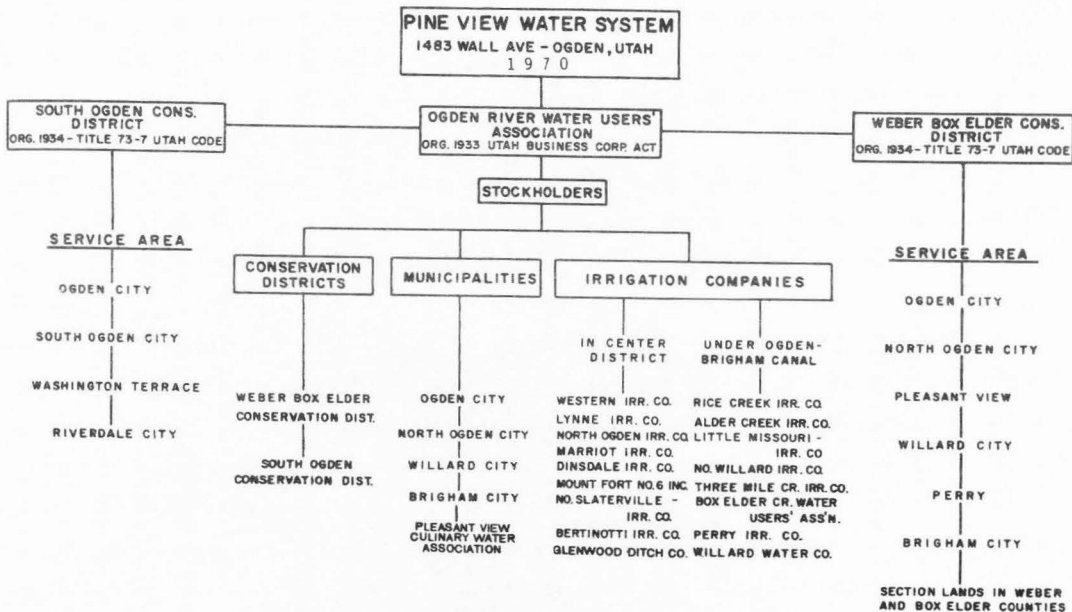 PINE VIEW WATER SYSTEM
1483 WALL AVE - OGDEN, UTAH
1970
SOUTH OGDEN CONS.
DISTRICT
ORG. 1934 - TITLE 73-7 UTAH CODE
OGDEN RIVER WATER USERS'
ASSOCIATION
ORG. 1933 UTAH BUSINESS CORP. ACT
WEBER BOX ELDER CONS.
DISTRICT
ORG. 1934 - TITLE 73-7 UTAH CODE
STOCKHOLDERS
SERVICE AREA
OGDEN CITY
SOUTH OGDEN CITY
WASHINGTON TERRACE
RIVERDALE CITY
CONSERVATION
DISTRICTS
WEBER BOX ELDER
CONSERVATION DIST.
SOUTH OGDEN
CONSERVATION DIST.
MUNICIPALITIES
OGDEN CITY
NORTH OGDEN CITY
WILLARD CITY
BRIGHAM CITY
PLEASANT VIEW
CULINARY WATER
ASSOCIATION
IRRIGATION COMPANIES
IN CENTER
DISTRICT
WESTERN IRR. CO.
LYNNE IRR. CO.
NORTH OGDEN IRR. CO.
MARRIOT IRR. CO.
DINSDALE IRR. CO.
MOUNT FORT NO. 6 INC.
NO. SLATERVILLE -
IRR. CO.
BERTINOTTI IRR. CO.
GLENWOOD DITCH CO.
UNDER OGDEN-
BRIGHAM CANAL
RICE CREEK IRR. CO.
ALDER CREEK IRR. CO.
LITTLE MISSOURI -
IRR. CO
NO. WILLARD IRR. CO.
THREE MILE CR. IRR. CO.
BOX ELDER CR. WATER
USERS' ASS'N.
PERRY IRR. CO.
WILLARD WATER CO.
SERVICE AREA
OGDEN CITY
NORTH OGDEN CITY
PLEASANT VIEW
WILLARD CITY
PERRY
BRIGHAM CITY
SECTION LANDS IN WEBER
AND BOX ELDER COUNTIES